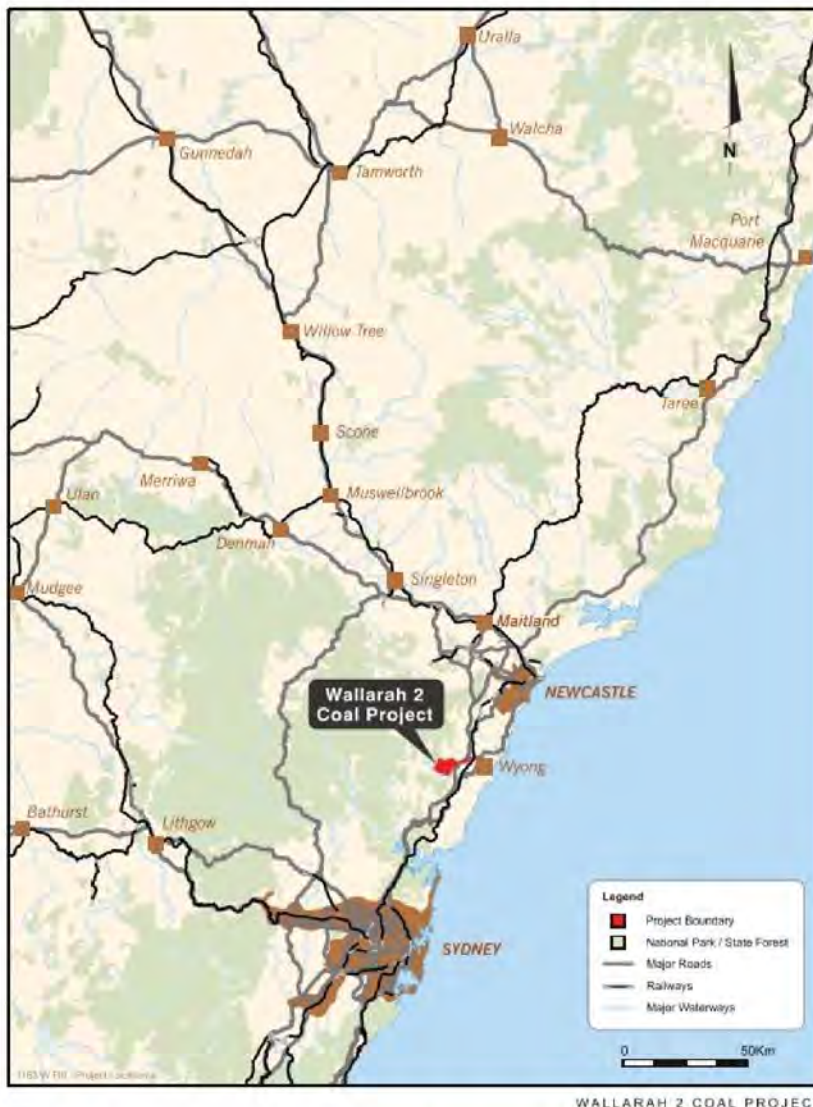 Uralla
Gunnedah
Walcha
Tamworth
N
Port
Macquarie
Willow Tree
Taree
Scone
Merriwa
Muswellbrook
Ulan
Denman
Singleton
Mudgee
Maitland
NEWCASTLE
Wallarah 2
Coal Project
Wyong
Bathurst
Lithgow
SYDNEY
Legend
Project Boundary
National Park / State Forest
Major Roads
Railways
Major Waterways
0 50Km
WALLARAH 2 COAL PROJEC